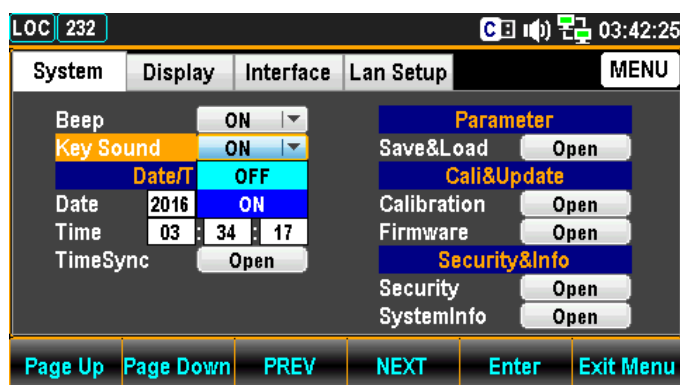 LOC 232 C 03:42:25
System Display Interface Lan Setup MENU
Beep ON
Key Sound ON
OFF
ON
Date/T
Date 2016
Time 03 : 34 : 17
TimeSync Open
Parameter
Save&Load Open
Cali&Update
Calibration Open
Firmware Open
Security&Info
Security Open
SystemInfo Open
Page Up Page Down PREV NEXT Enter Exit Menu